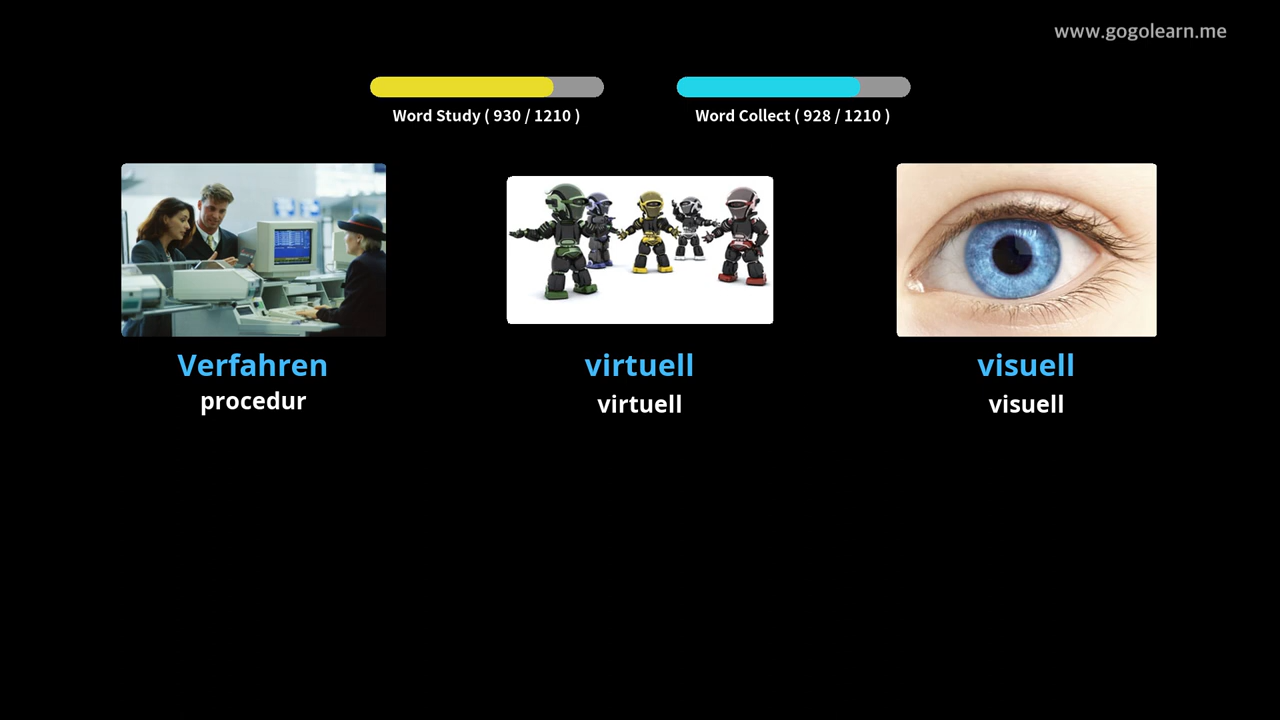 www.gogolearn.me
Word Study ( 930 / 1210 )
Word Collect ( 928 / 1210 )
Verfahren
procedur
virtuell
virtuell
visuell
visuell